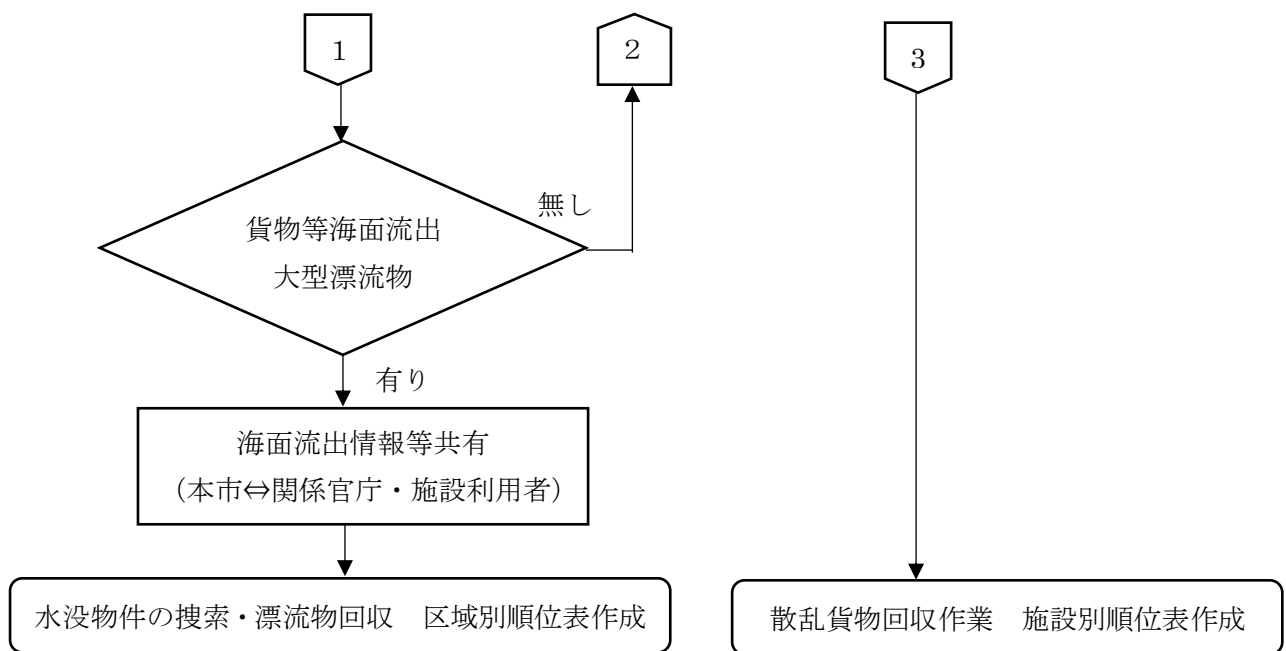 1
2
3
貨物等海面流出
大型漂流物
無し
有り
海面流出情報等共有
（本市⇔関係官庁・施設利用者）
水没物件の捜索・漂流物回収　区域別順位表作成
散乱貨物回収作業　施設別順位表作成